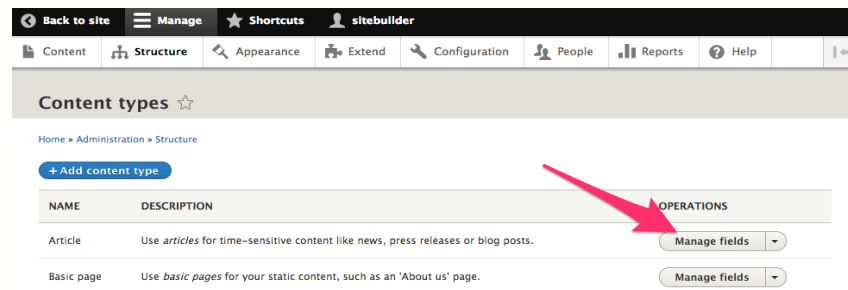 Back to site Manage Shortcuts sitebuilder
Content Structure Appearance Extend Configuration People Reports Help
Content types
Home » Administration » Structure
+ Add content type
NAME DESCRIPTION OPERATIONS
Article Use articles for time-sensitive content like news, press releases or blog posts. Manage fields
Basic page Use basic pages for your static content, such as an 'About us' page. Manage fields